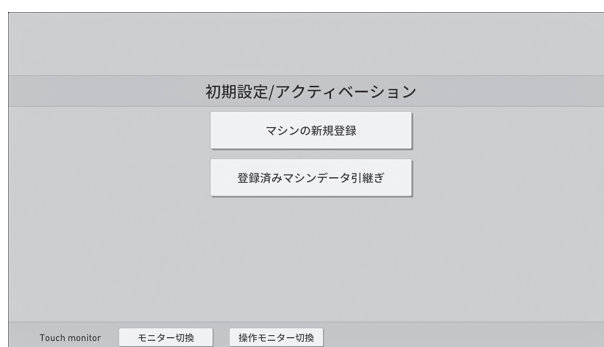 初期設定/アクティベーション
マシンの新規登録
登録済みマシンデータ引継ぎ
Touch monitor モニター切換 操作モニター切換